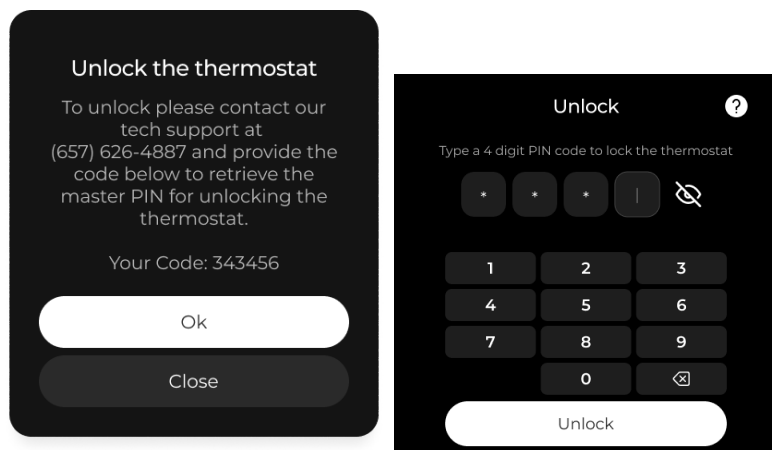 Unlock the thermostat
To unlock please contact our
tech support at
(657) 626-4887 and provide the
code below to retrieve the
master PIN for unlocking the
thermostat.
Your Code: 343456
Ok
Close
Unlock
?
Type a 4 digit PIN code to lock the thermostat
* * *
1 2 3
4 5 6
7 8 9
0
Unlock